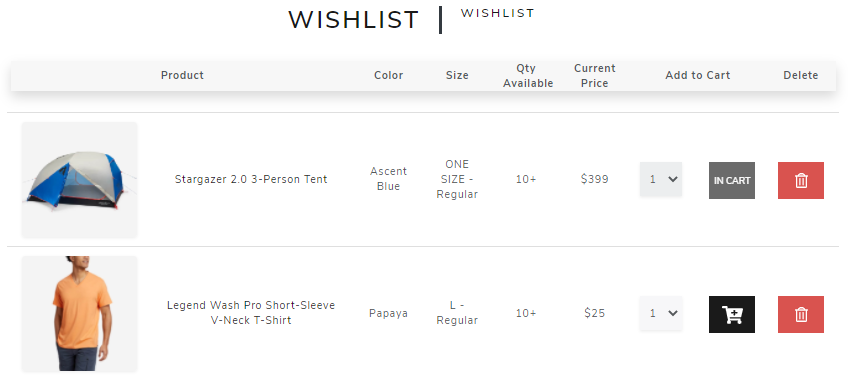 WISHLIST | WISHLIST
Product Color Size Qty Available Current Price Add to Cart Delete
Stargazer 2.0 3-Person Tent
Ascent
Blue
ONE
SIZE -
Regular
10+
$399
1
IN CART
Legend Wash Pro Short-Sleeve
V-Neck T-Shirt
Papaya
L -
Regular
10+
$25
1